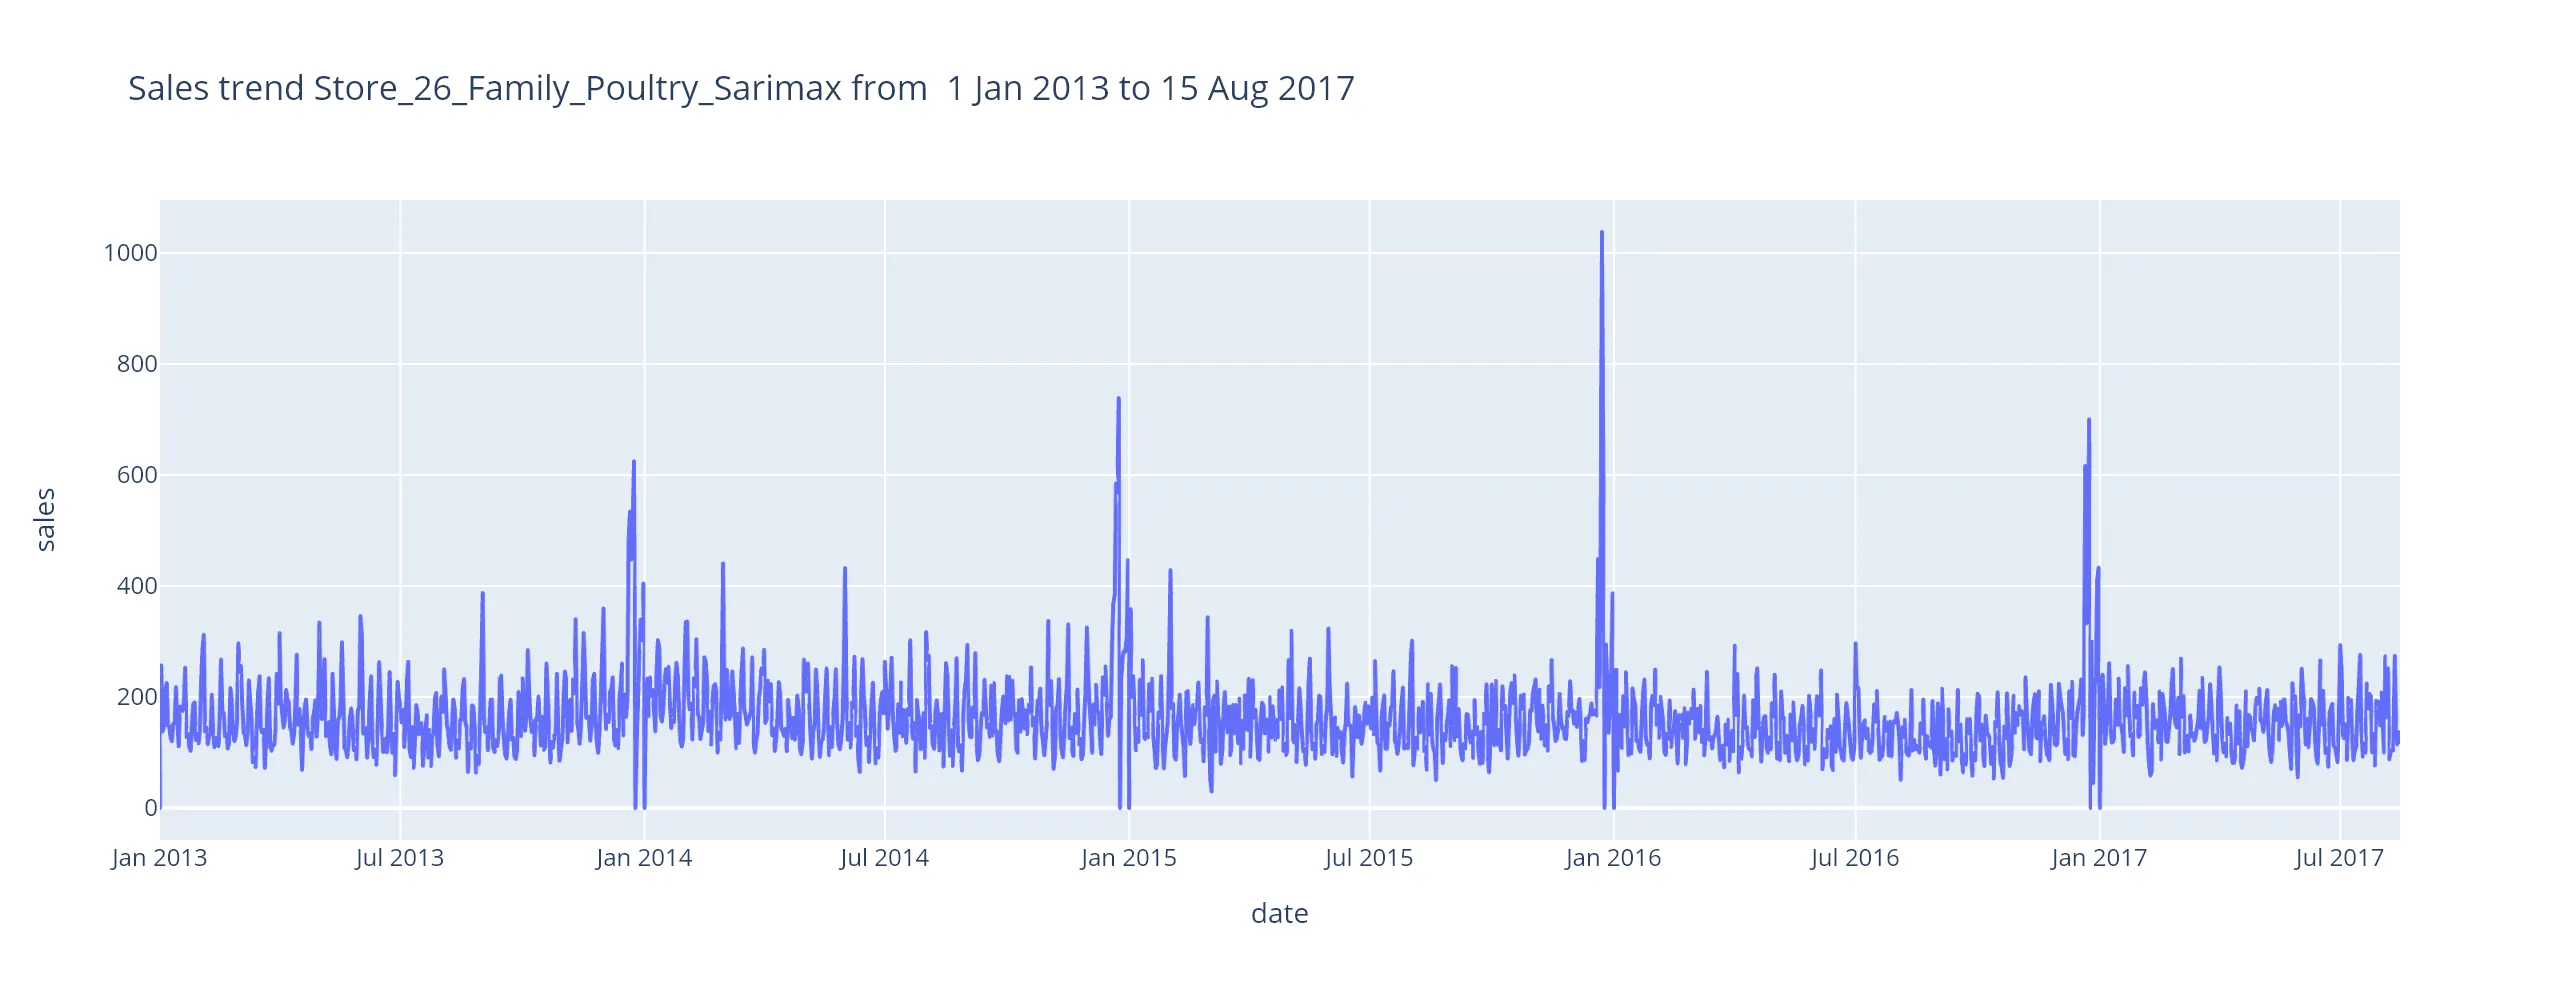 Sales trend Store_26_Family_Poultry_Sarimax from  1 Jan 2013 to 15 Aug 2017
1000
800
600
400
200
0
sales
Jan 2013
Jul 2013
Jan 2014
Jul 2014
Jan 2015
Jul 2015
Jan 2016
Jul 2016
Jan 2017
Jul 2017
date